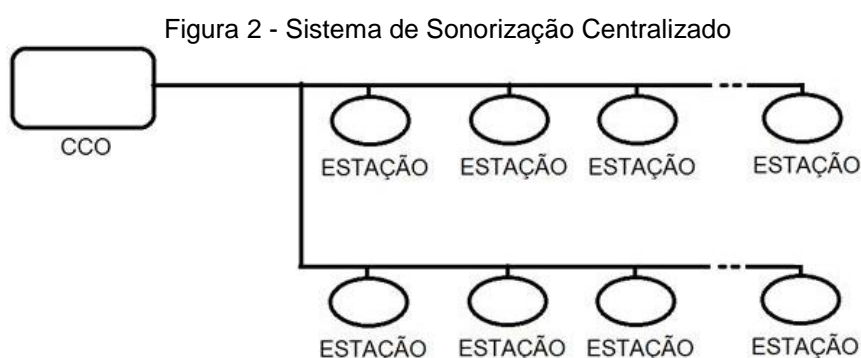 Figura 2 - Sistema de Sonorização Centralizado
CCO
ESTAÇÃO ESTAÇÃO ESTAÇÃO ESTAÇÃO
ESTAÇÃO ESTAÇÃO ESTAÇÃO ESTAÇÃO